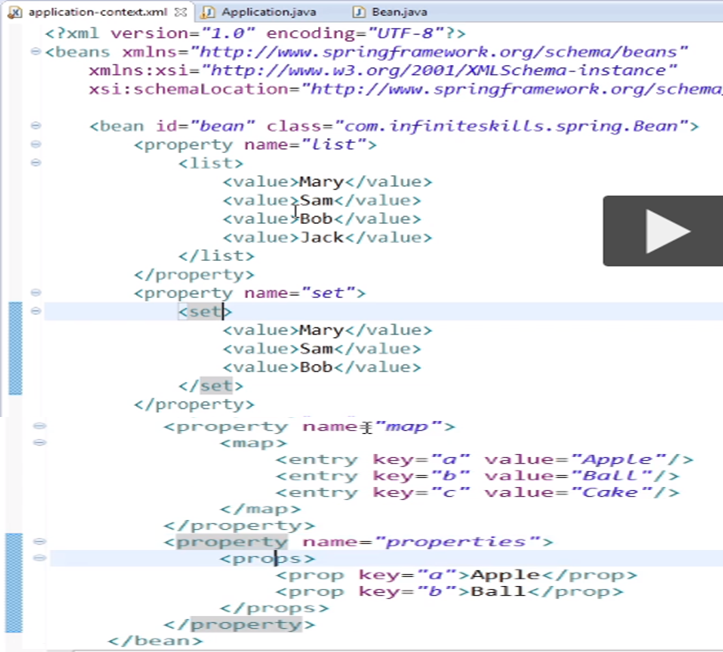 application-context.xml Application.java Bean.java
<?xml version="1.0" encoding="UTF-8"?>
<beans xmlns="http://www.springframework.org/schema/beans"
xmlns:xsi="http://www.w3.org/2001/XMLSchema-instance"
xsi:schemaLocation="http://www.springframework.org/schema
<bean id="bean" class="com.infiniteskills.spring.Bean">
<property name="list">
<list>
<value>Mary</value>
<value>Sam</value>
<value>Bob</value>
<value>Jack</value>
</list>
</property>
<property name="set">
<set>
<value>Mary</value>
<value>Sam</value>
<value>Bob</value>
</set>
</property>
<property name="map">
<map>
<entry key="a" value="Apple"/>
<entry key="b" value="Ball"/>
<entry key="c" value="Cake"/>
</map>
</property>
<property name="properties">
<props>
<prop key="a">Apple</prop>
<prop key="b">Ball</prop>
</props>
</property>
</bean>